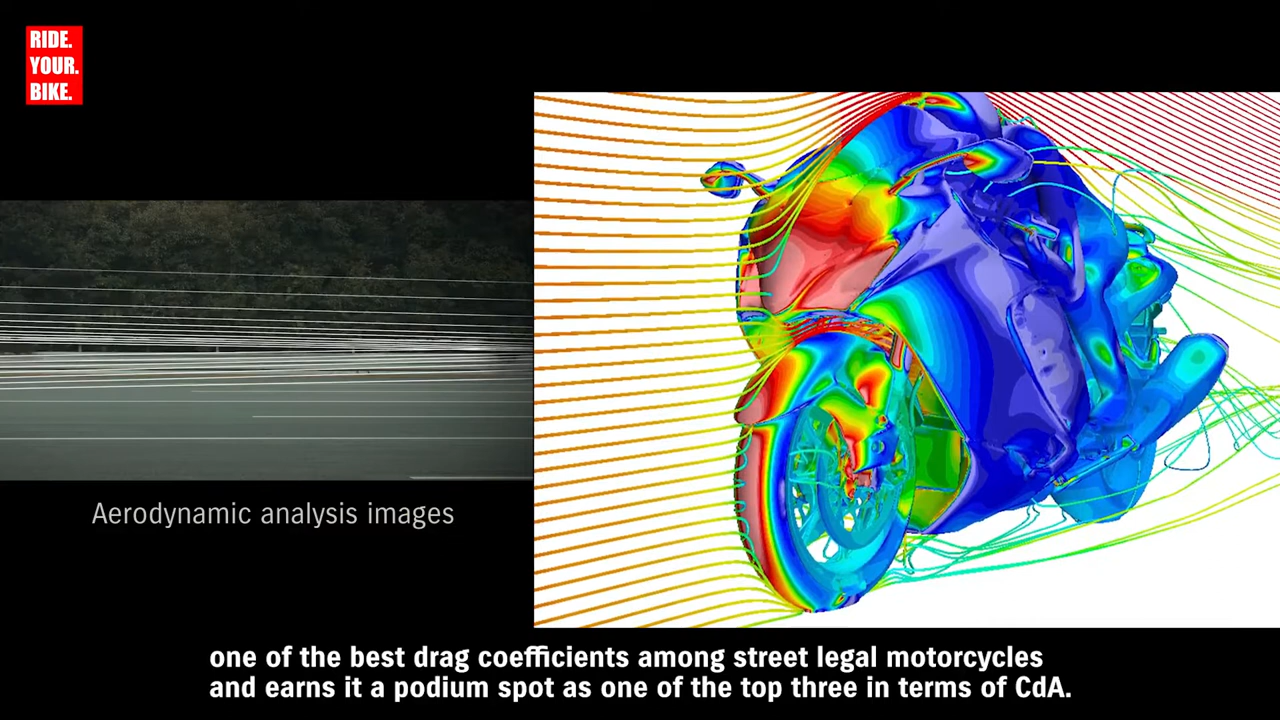 RIDE.
YOUR.
BIKE.
Aerodynamic analysis images
one of the best drag coefficients among street legal motorcycles
and earns it a podium spot as one of the top three in terms of CdA.